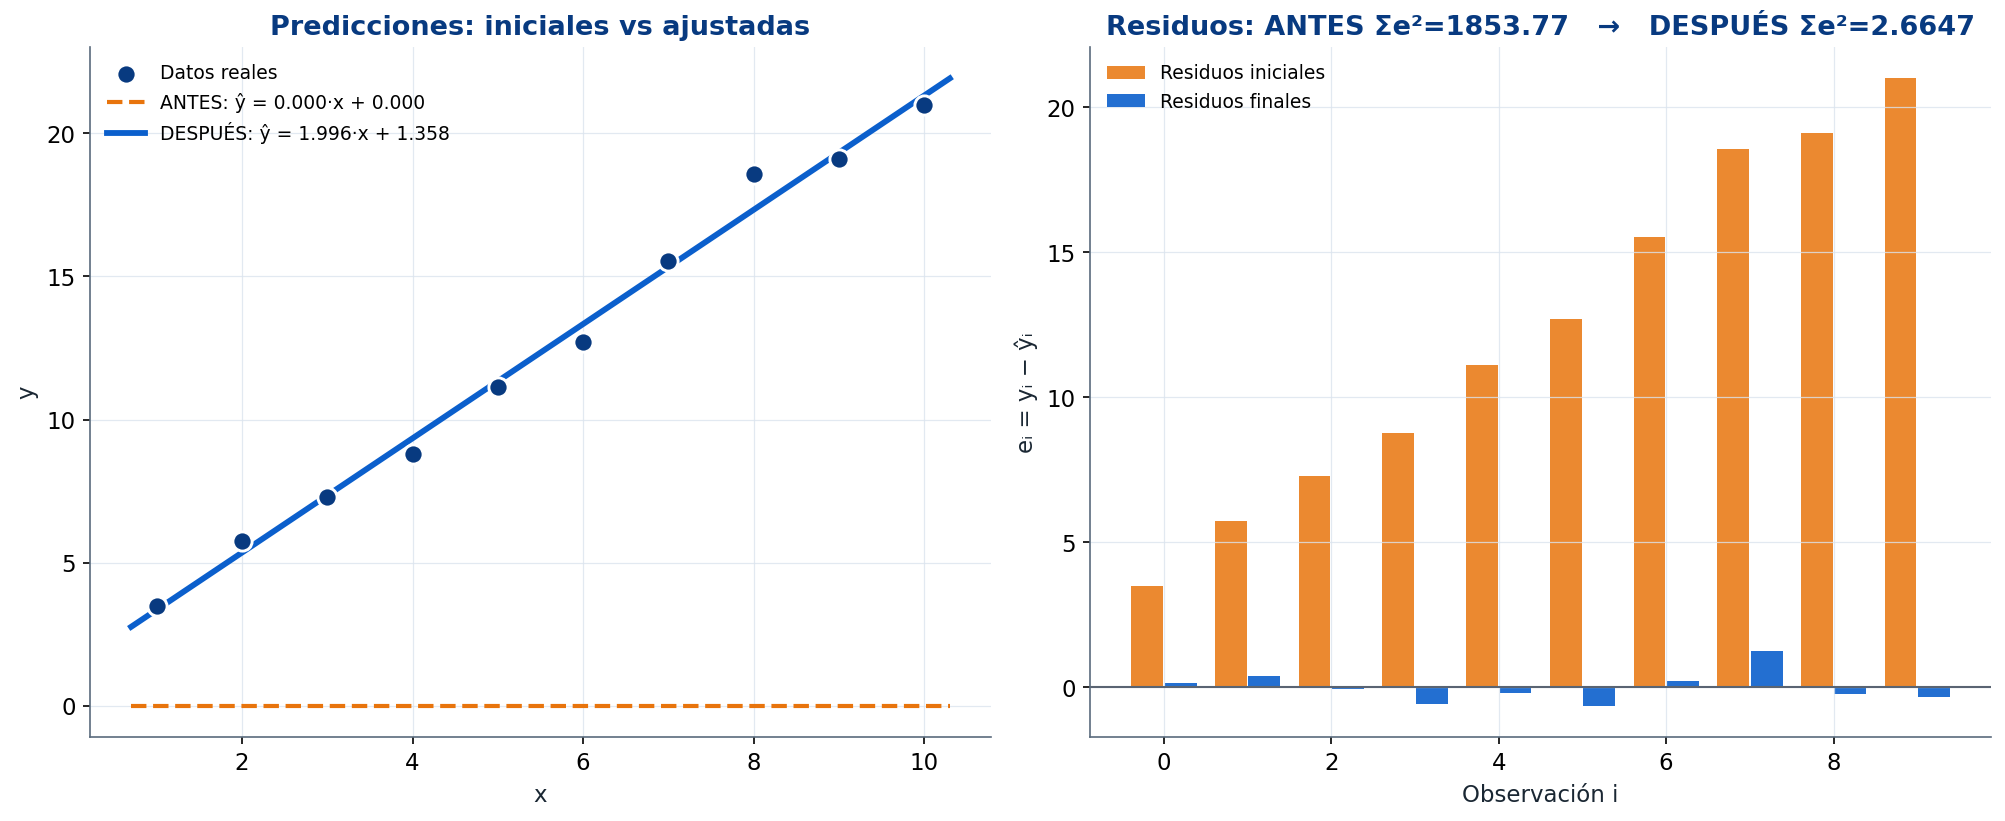 Predicciones: iniciales vs ajustadas
Datos reales
ANTES: ŷ = 0.000·x + 0.000
DESPUÉS: ŷ = 1.996·x + 1.358
y
20
15
10
5
0
2 4 6 8 10
x
Residuos: ANTES Σe²=1853.77 → DESPUÉS Σe²=2.6647
Residuos iniciales
Residuos finales
eᵢ = yᵢ − ŷᵢ
20
15
10
5
0
0 2 4 6 8
Observación i